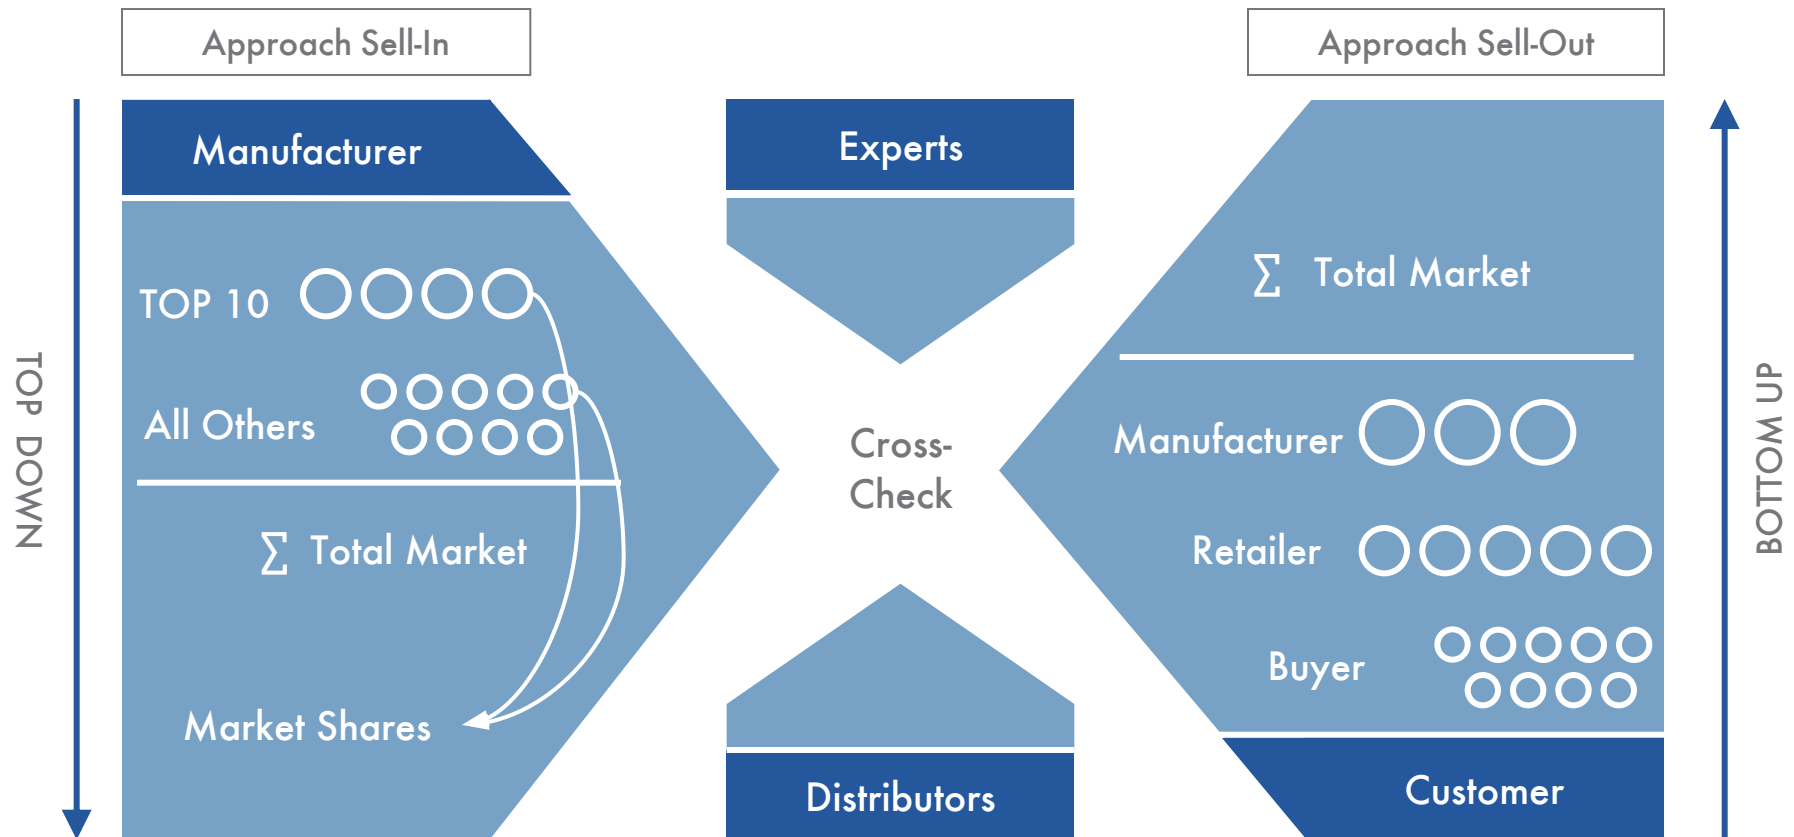 Approach Sell-In
Approach Sell-Out
TOP DOWN
Manufacturer
TOP 10
All Others
∑ Total Market
Market Shares
Experts
Cross-
Check
Distributors
∑ Total Market
Manufacturer
Retailer
Buyer
Customer
BOTTOM UP